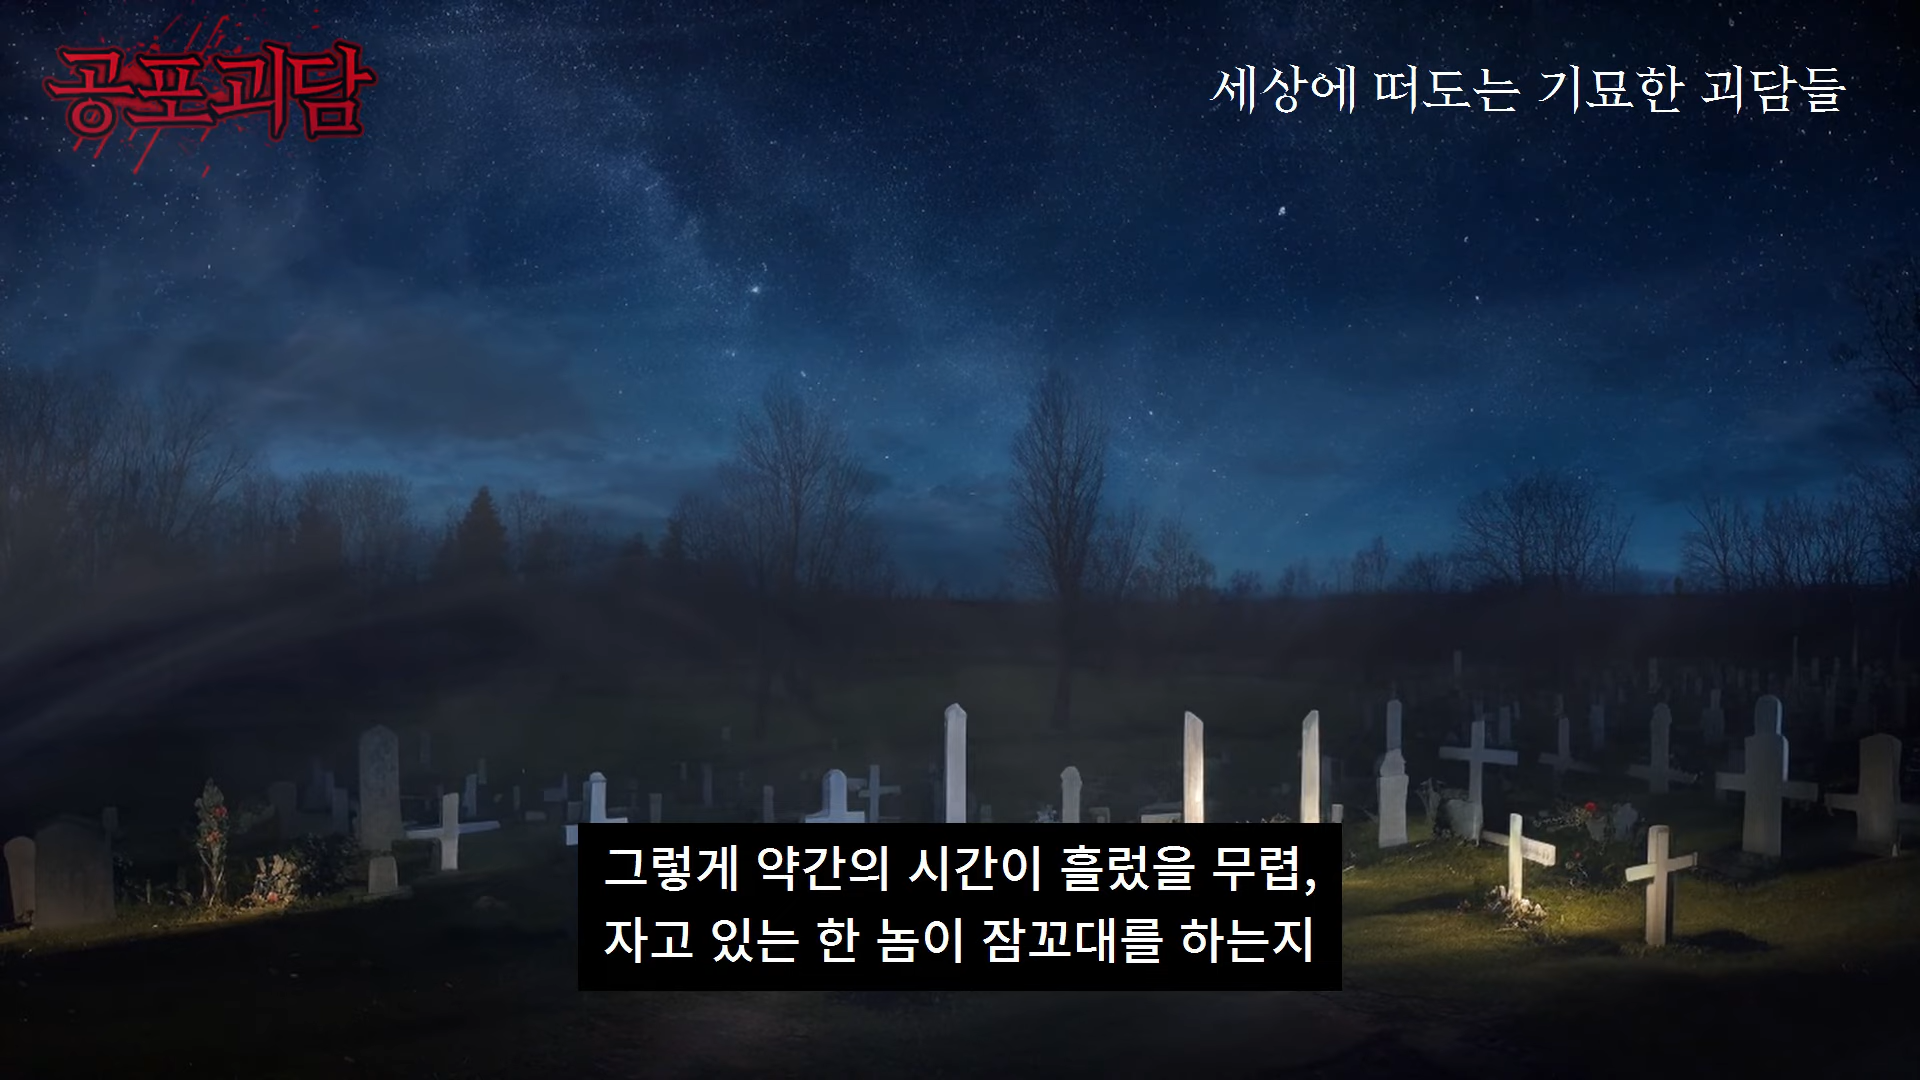 공포괴담
세상에 떠도는 기묘한 괴담들
그렇게 약간의 시간이 흘렀을 무렵,
자고 있는 한 놈이 잠꼬대를 하는지